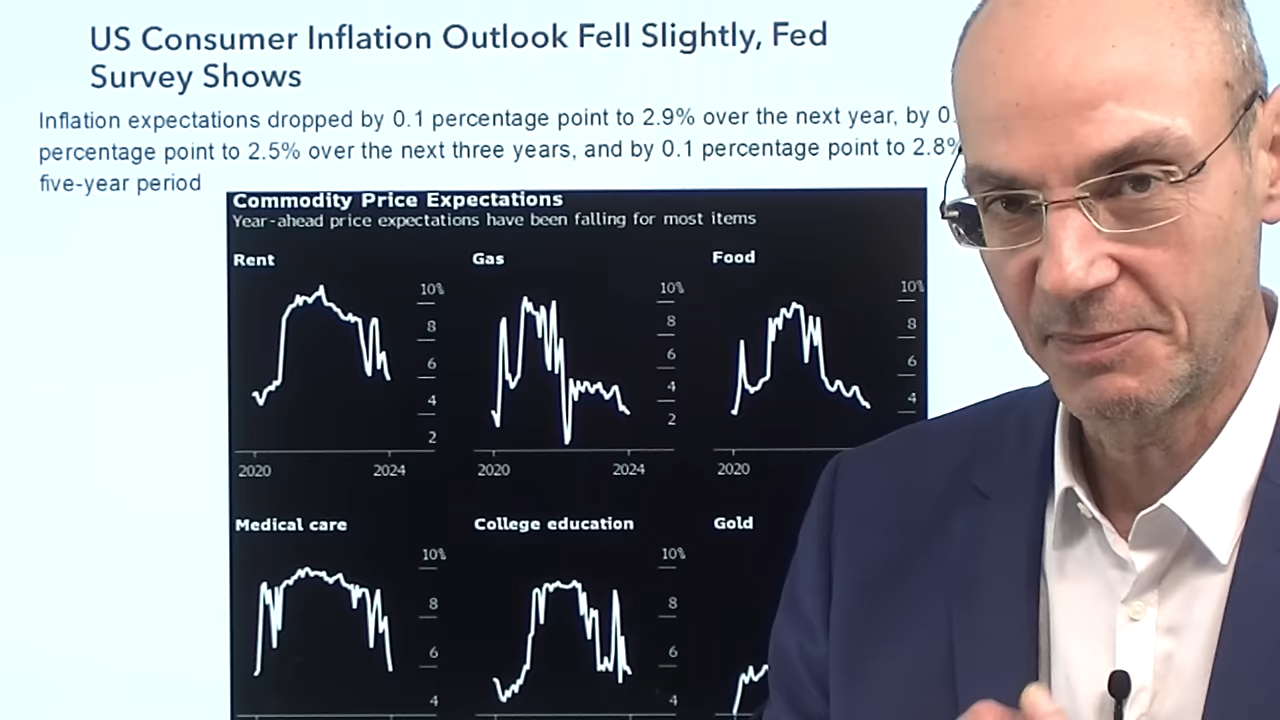 US Consumer Inflation Outlook Fell Slightly, Fed
Survey Shows
Inflation expectations dropped by 0.1 percentage point to 2.9% over the next year, by 0.
percentage point to 2.5% over the next three years, and by 0.1 percentage point to 2.8%
five-year period
Commodity Price Expectations
Year-ahead price expectations have been falling for most items
Rent Gas Food
10% 10% 10%
8 8 8
6 6 6
4 4 4
2 2
2020 2024 2020 2024 2020
Medical care College education Gold
10% 10%
8 8
6 6
4 4